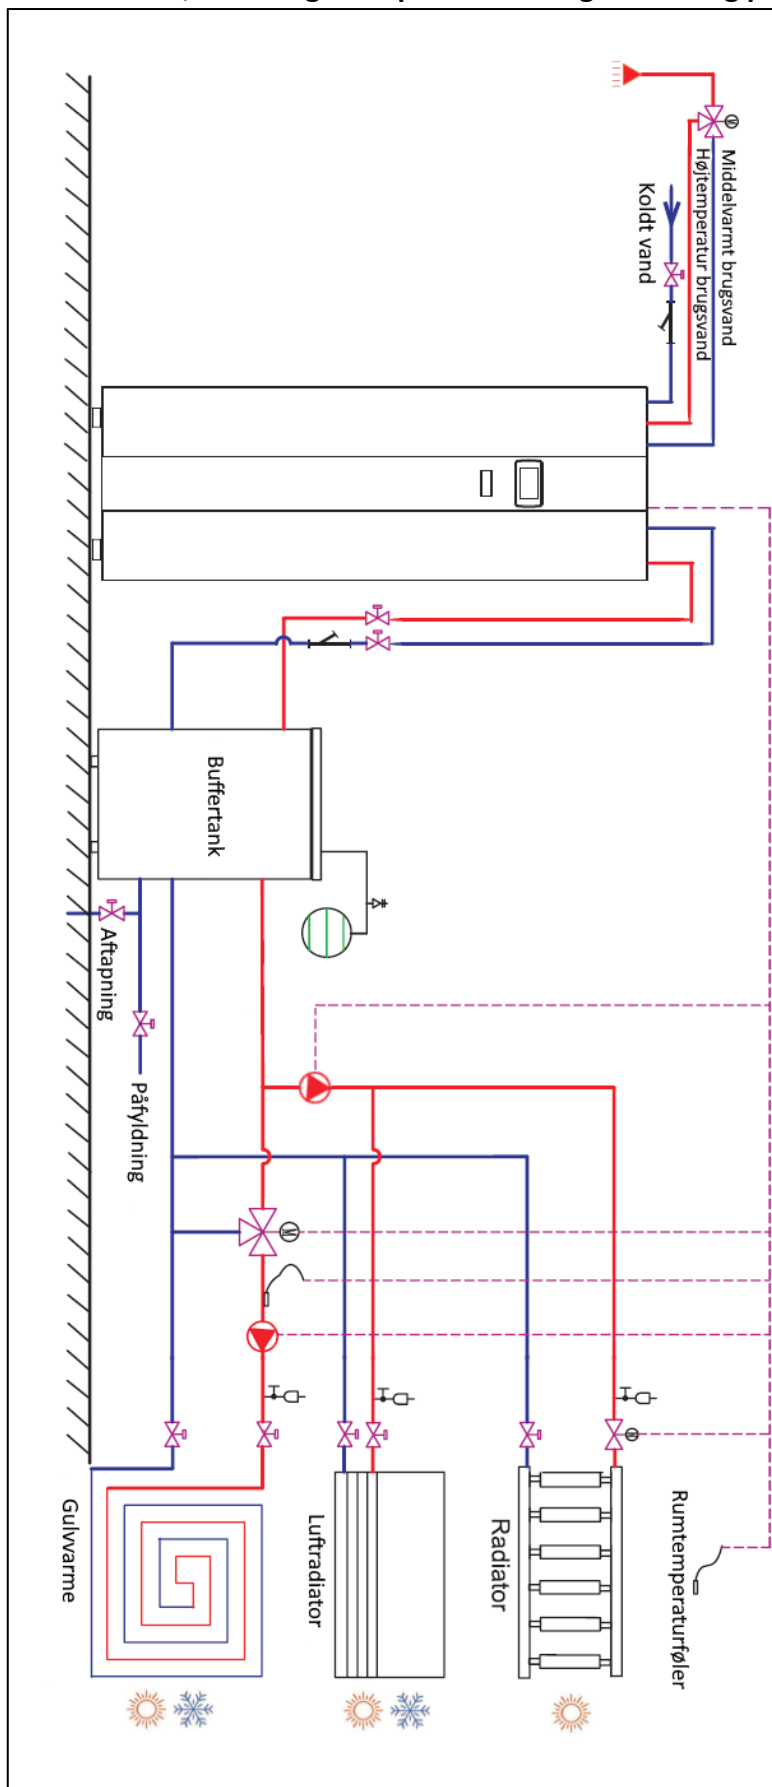 Middelvarmt brugsvand
Højtemperatur brugsvand
Koldt vand
Buffertank
Aftapning
Påfyldning
Rumtemperaturføler
Radiator
Luftradiator
Gulvvarme
M
M
M